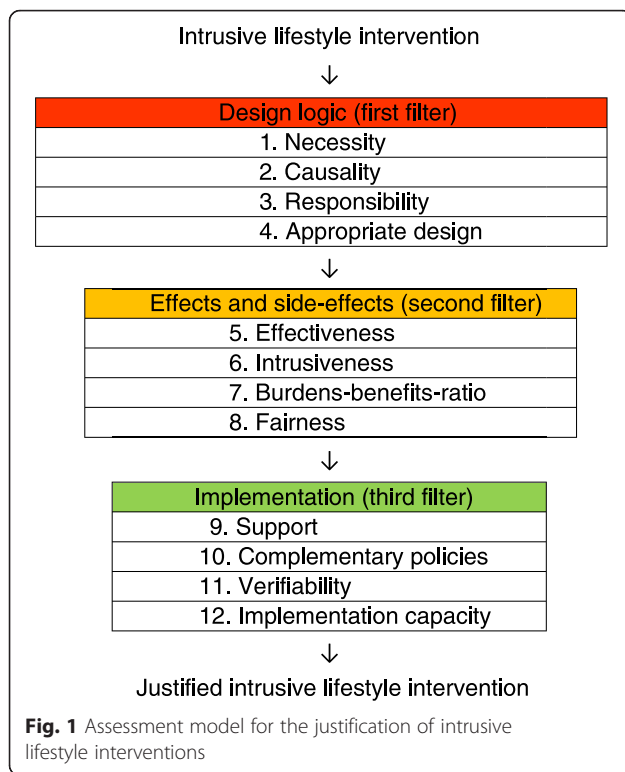 Intrusive lifestyle intervention
↓
Design logic (first filter)
1. Necessity
2. Causality
3. Responsibility
4. Appropriate design
↓
Effects and side-effects (second filter)
5. Effectiveness
6. Intrusiveness
7. Burdens-benefits-ratio
8. Fairness
↓
Implementation (third filter)
9. Support
10. Complementary policies
11. Verifiability
12. Implementation capacity
↓
Justified intrusive lifestyle intervention
Fig. 1 Assessment model for the justification of intrusive
lifestyle interventions